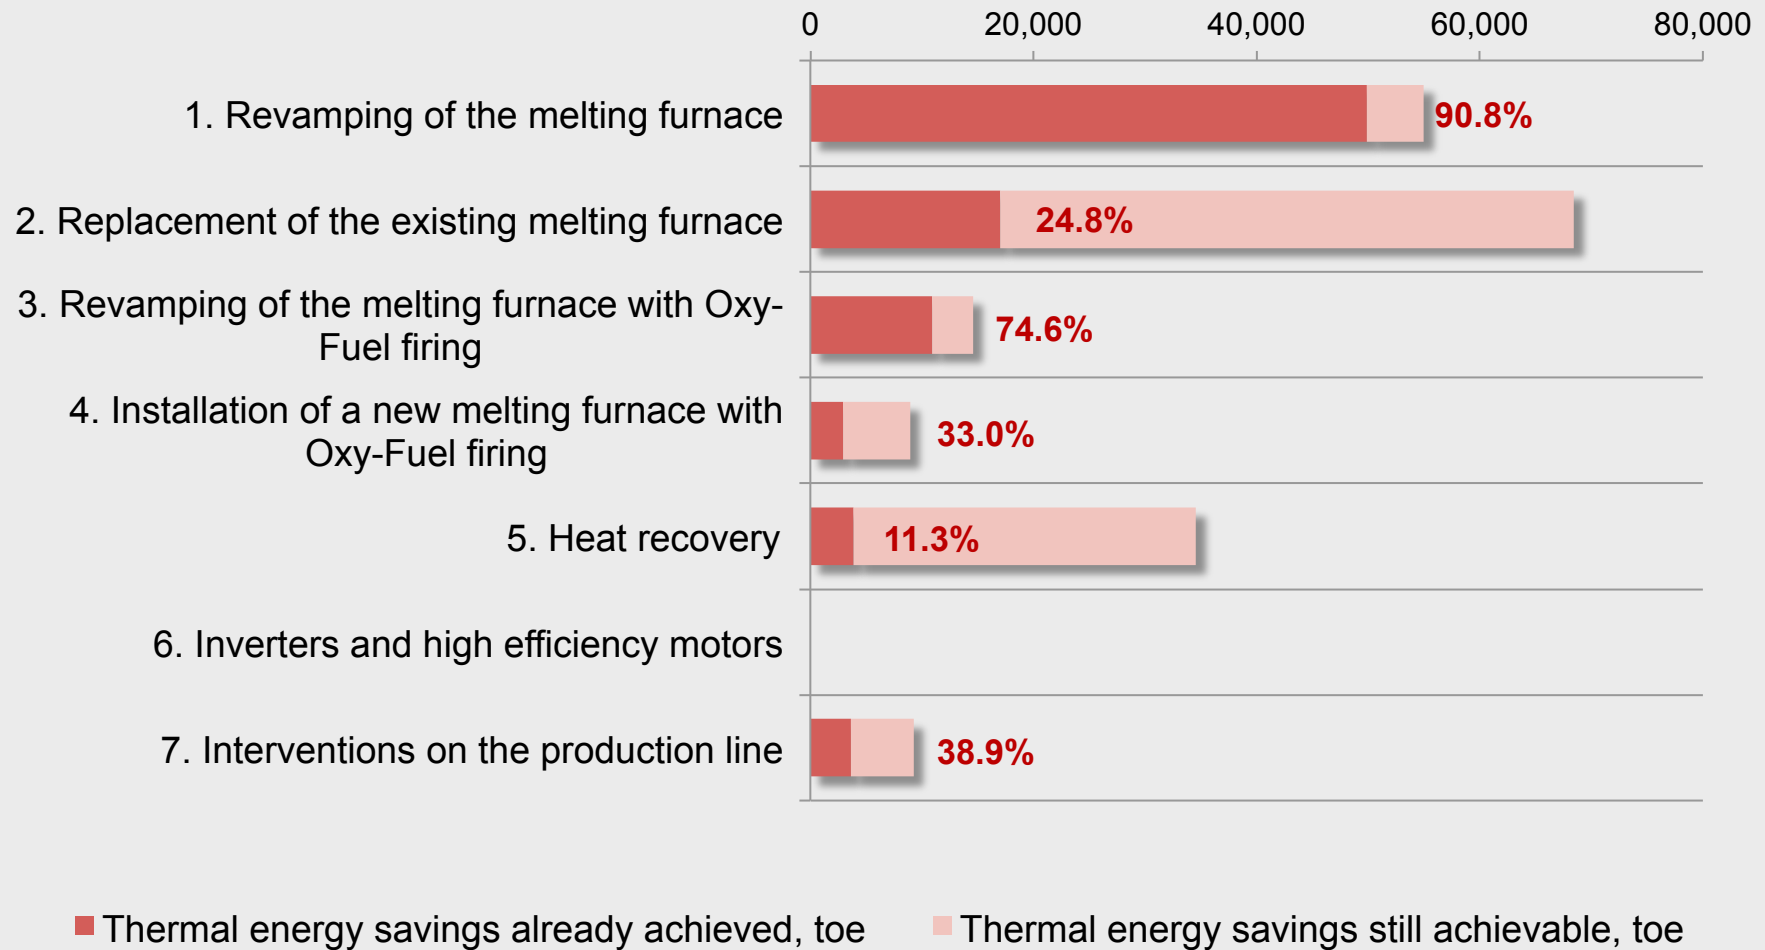 0 20,000 40,000 60,000 80,000
1. Revamping of the melting furnace
90.8%
2. Replacement of the existing melting furnace
24.8%
3. Revamping of the melting furnace with Oxy-
Fuel firing
74.6%
4. Installation of a new melting furnace with
Oxy-Fuel firing
33.0%
5. Heat recovery
11.3%
6. Inverters and high efficiency motors
7. Interventions on the production line
38.9%
Thermal energy savings already achieved, toe
Thermal energy savings still achievable, toe